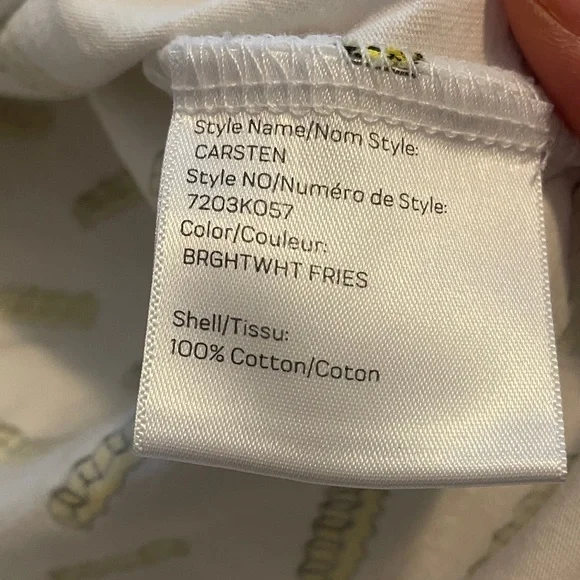 Style Name/Nom Style:
CARSTEN
Style NO/Numéro de Style:
7203K057
Color/Couleur:
BRGHTWHT FRIES
Shell/Tissu:
100% Cotton/Coton